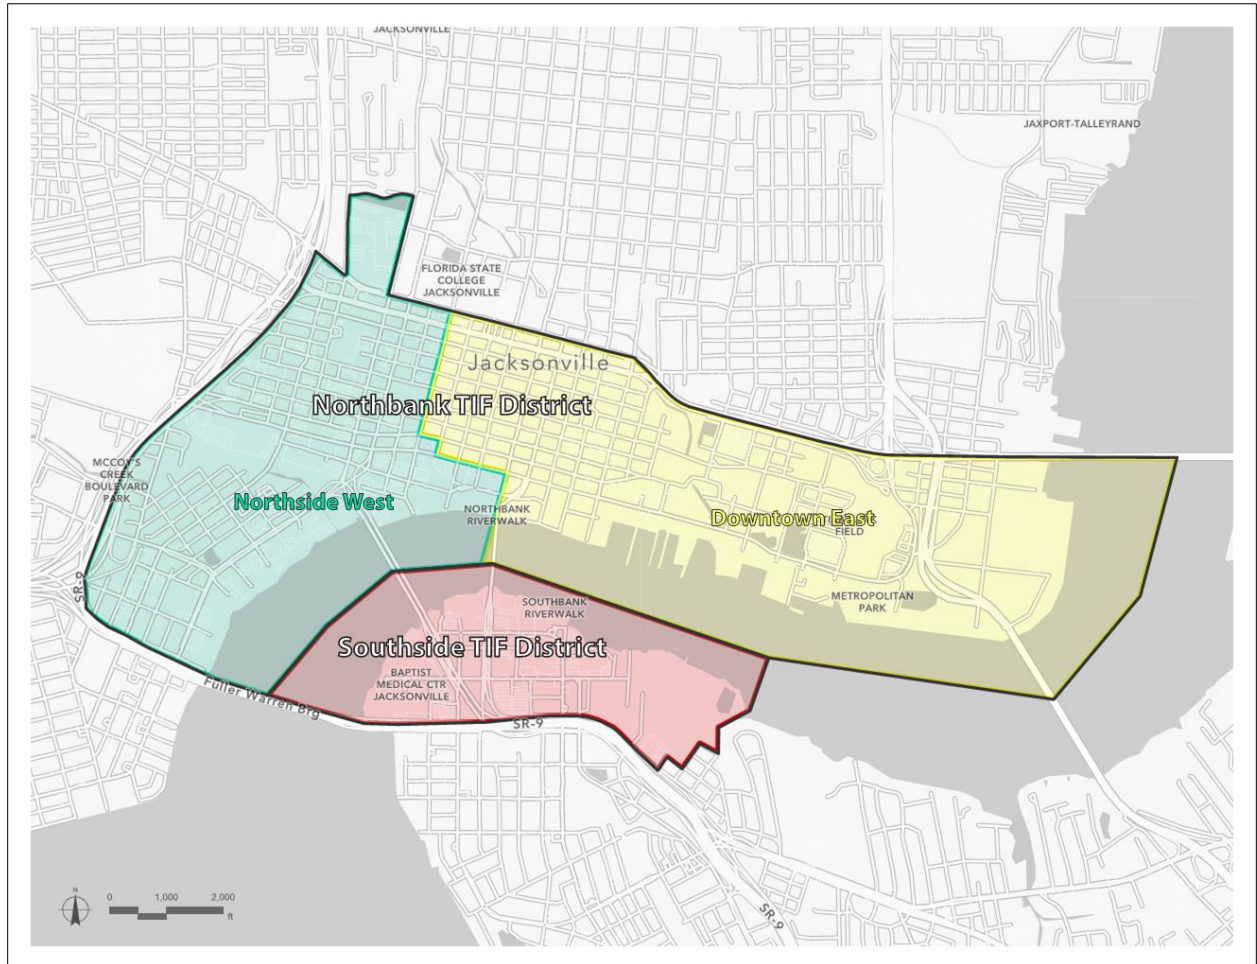 JACKSONVILLE
JAXPORT-TALLEYRAND
FLORIDA STATE
COLLEGE
JACKSONVILLE
Jacksonville
Northbank TIF District
MCCOY'S
CREEK
BOULEVARD
PARK
Northside West
NORTHBANK
RIVERWALK
Downtown East
FIELD
SR-9
METROPOLITAN
PARK
SOUTHBANK
RIVERWALK
Southside TIF District
BAPTIST
MEDICAL CTR
JACKSONVILLE
Fuller Warren Brg
SR-9
SR-9
N
0 1,000 2,000
ft